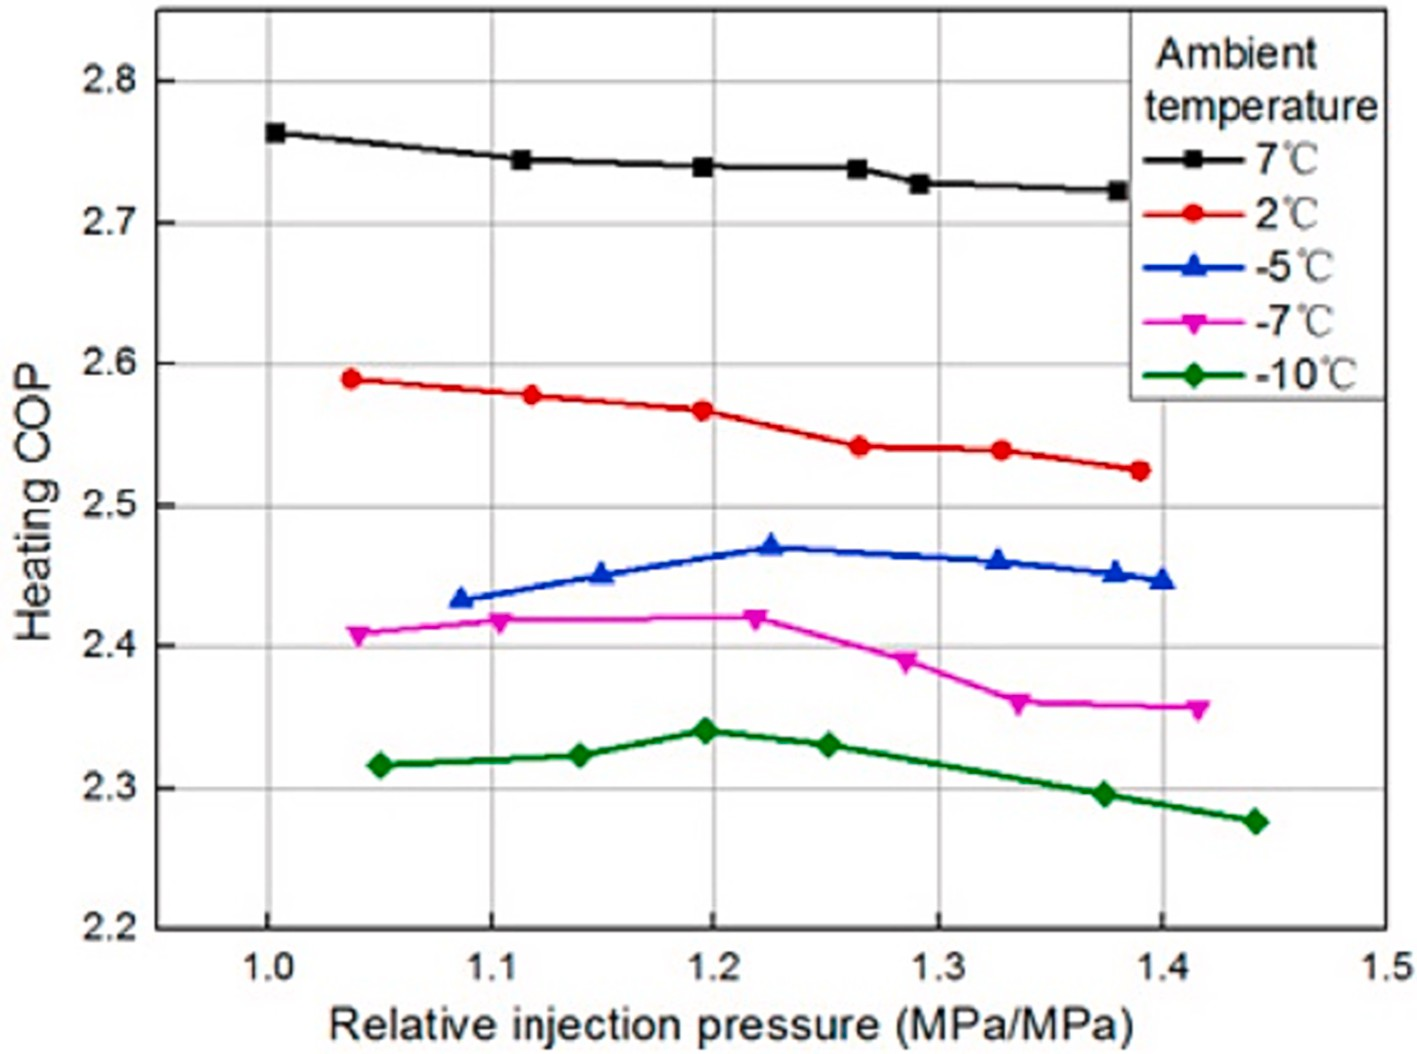 Ambient
temperature
7℃
2℃
-5℃
-7℃
-10℃
Heating COP
2.8
2.7
2.6
2.5
2.4
2.3
2.2
1.0 1.1 1.2 1.3 1.4 1.5
Relative injection pressure (MPa/MPa)